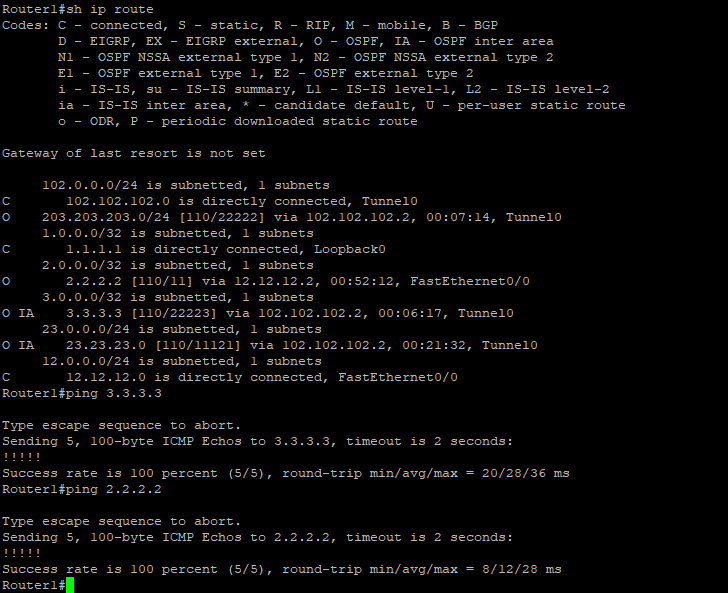 Router1#sh ip route
Codes: C - connected, S - static, R - RIP, M - mobile, B - BGP
       D - EIGRP, EX - EIGRP external, O - OSPF, IA - OSPF inter area
       N1 - OSPF NSSA external type 1, N2 - OSPF NSSA external type 2
       E1 - OSPF external type 1, E2 - OSPF external type 2
       i - IS-IS, su - IS-IS summary, L1 - IS-IS level-1, L2 - IS-IS level-2
       ia - IS-IS inter area, * - candidate default, U - per-user static route
       o - ODR, P - periodic downloaded static route
Gateway of last resort is not set
     102.0.0.0/24 is subnetted, 1 subnets
C       102.102.102.0 is directly connected, Tunnel0
O    203.203.203.0/24 [110/22222] via 102.102.102.2, 00:07:14, Tunnel0
     1.0.0.0/32 is subnetted, 1 subnets
C       1.1.1.1 is directly connected, Loopback0
     2.0.0.0/32 is subnetted, 1 subnets
O       2.2.2.2 [110/11] via 12.12.12.2, 00:52:12, FastEthernet0/0
     3.0.0.0/32 is subnetted, 1 subnets
O IA    3.3.3.3 [110/22223] via 102.102.102.2, 00:06:17, Tunnel0
     23.0.0.0/24 is subnetted, 1 subnets
O IA    23.23.23.0 [110/11121] via 102.102.102.2, 00:21:32, Tunnel0
     12.0.0.0/24 is subnetted, 1 subnets
C       12.12.12.0 is directly connected, FastEthernet0/0
Router1#ping 3.3.3.3
Type escape sequence to abort.
Sending 5, 100-byte ICMP Echos to 3.3.3.3, timeout is 2 seconds:
!!!!!
Success rate is 100 percent (5/5), round-trip min/avg/max = 20/28/36 ms
Router1#ping 2.2.2.2
Type escape sequence to abort.
Sending 5, 100-byte ICMP Echos to 2.2.2.2, timeout is 2 seconds:
!!!!!
Success rate is 100 percent (5/5), round-trip min/avg/max = 8/12/28 ms
Router1#